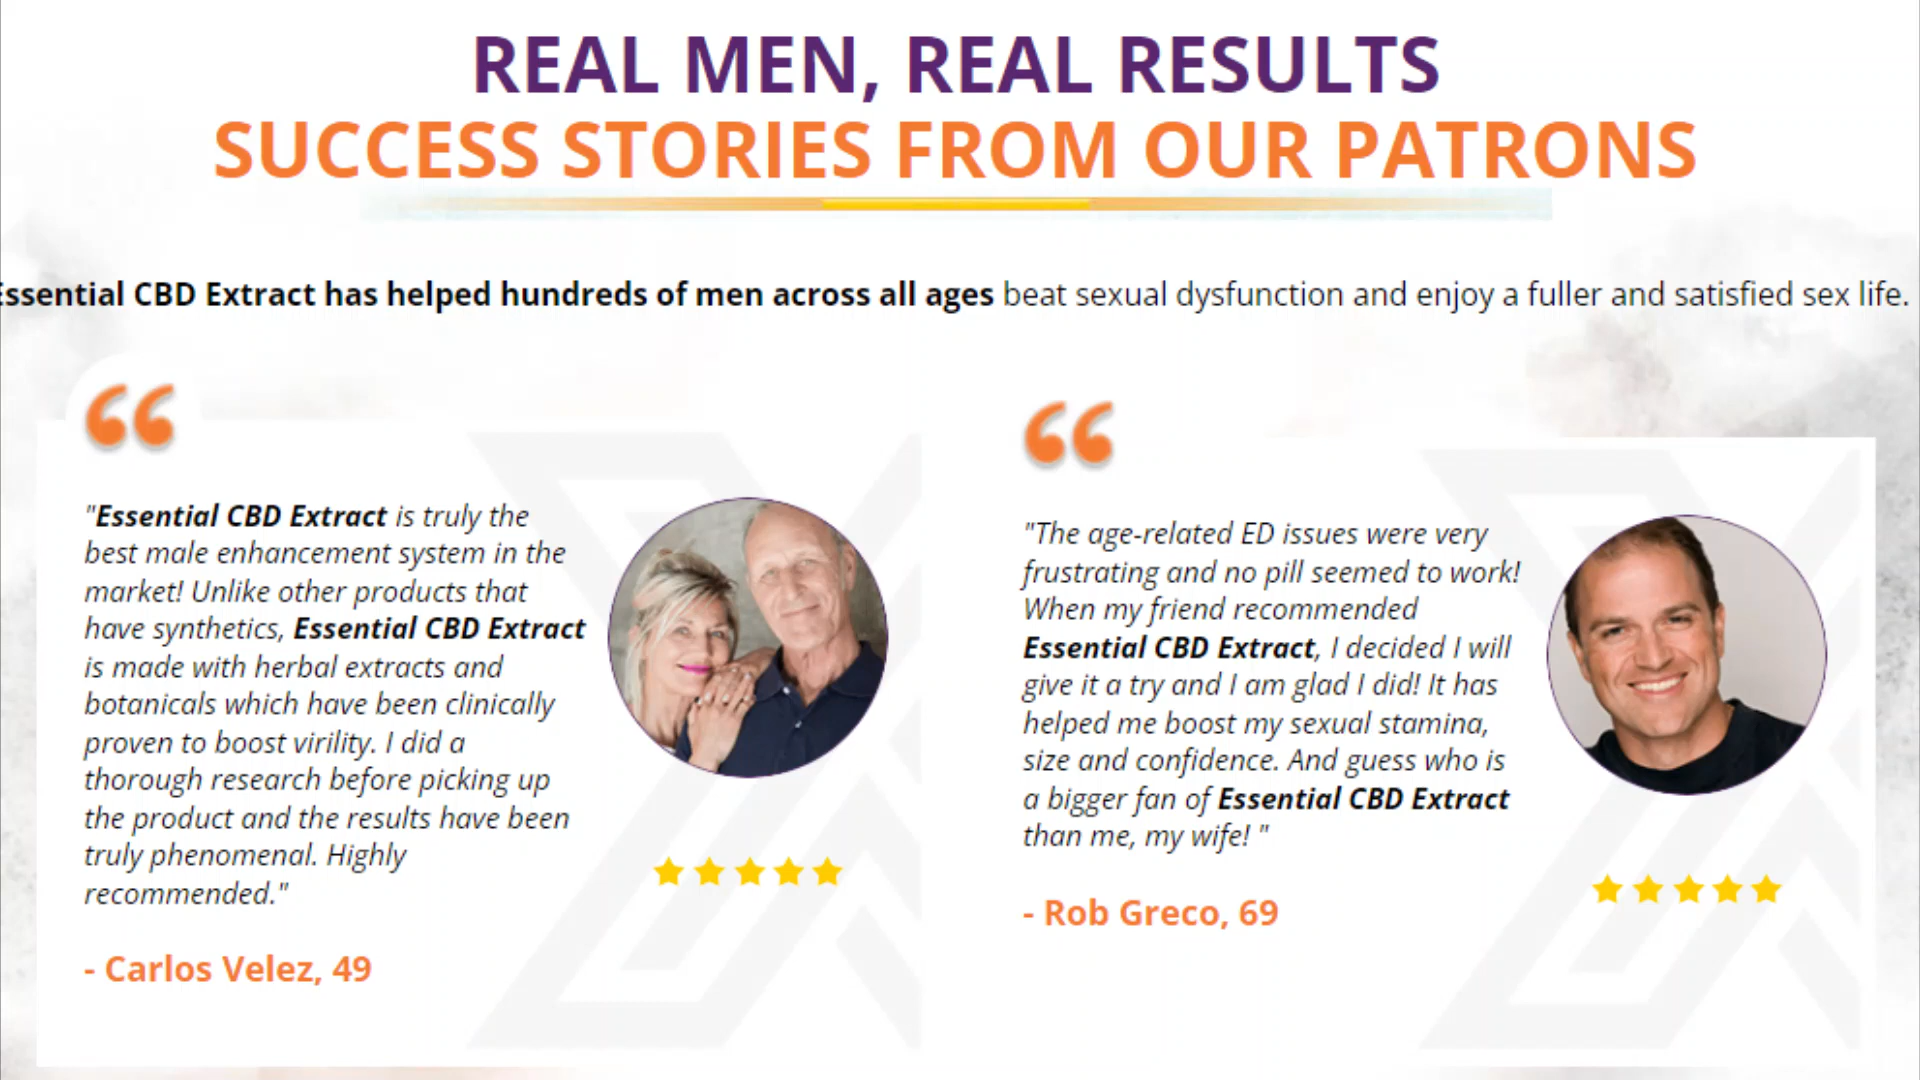 REAL MEN, REAL RESULTS
SUCCESS STORIES FROM OUR PATRONS
Essential CBD Extract has helped hundreds of men across all ages beat sexual dysfunction and enjoy a fuller and satisfied sex life.
"Essential CBD Extract is truly the
best male enhancement system in the
market! Unlike other products that
have synthetics, Essential CBD Extract
is made with herbal extracts and
botanicals which have been clinically
proven to boost virility. I did a
thorough research before picking up
the product and the results have been
truly phenomenal. Highly
recommended."
- Carlos Velez, 49
"The age-related ED issues were very
frustrating and no pill seemed to work!
When my friend recommended
Essential CBD Extract, I decided I will
give it a try and I am glad I did! It has
helped me boost my sexual stamina,
size and confidence. And guess who is
a bigger fan of Essential CBD Extract
than me, my wife! "
- Rob Greco, 69